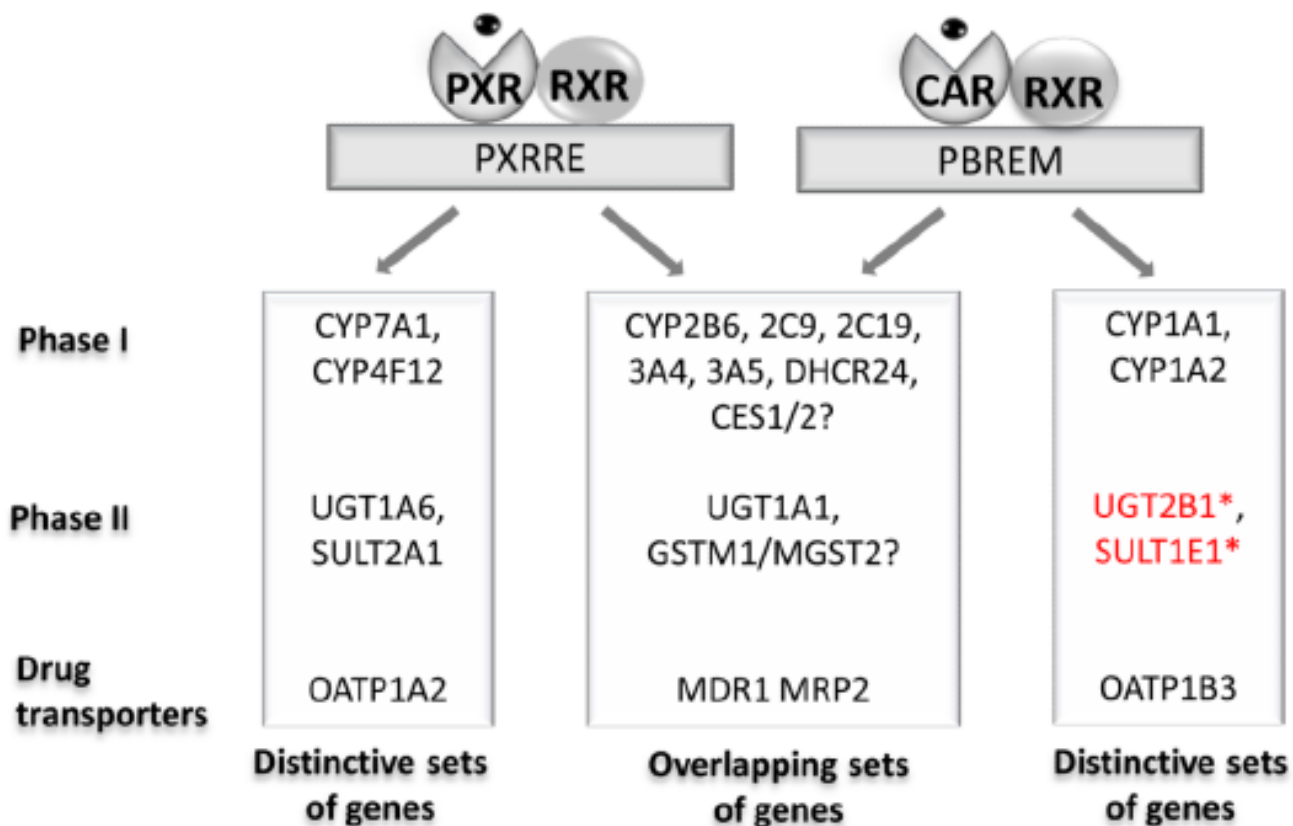 PXR RXR
CAR RXR
PXRRE
PBREM
Phase I
CYP7A1,
CYP4F12
CYP2B6, 2C9, 2C19,
3A4, 3A5, DHCR24,
CES1/2?
CYP1A1,
CYP1A2
Phase II
UGT1A6,
SULT2A1
UGT1A1,
GSTM1/MGST2?
UGT2B1*,
SULT1E1*
Drug
transporters
OATP1A2
MDR1 MRP2
OATP1B3
Distinctive sets
of genes
Overlapping sets
of genes
Distinctive sets
of genes